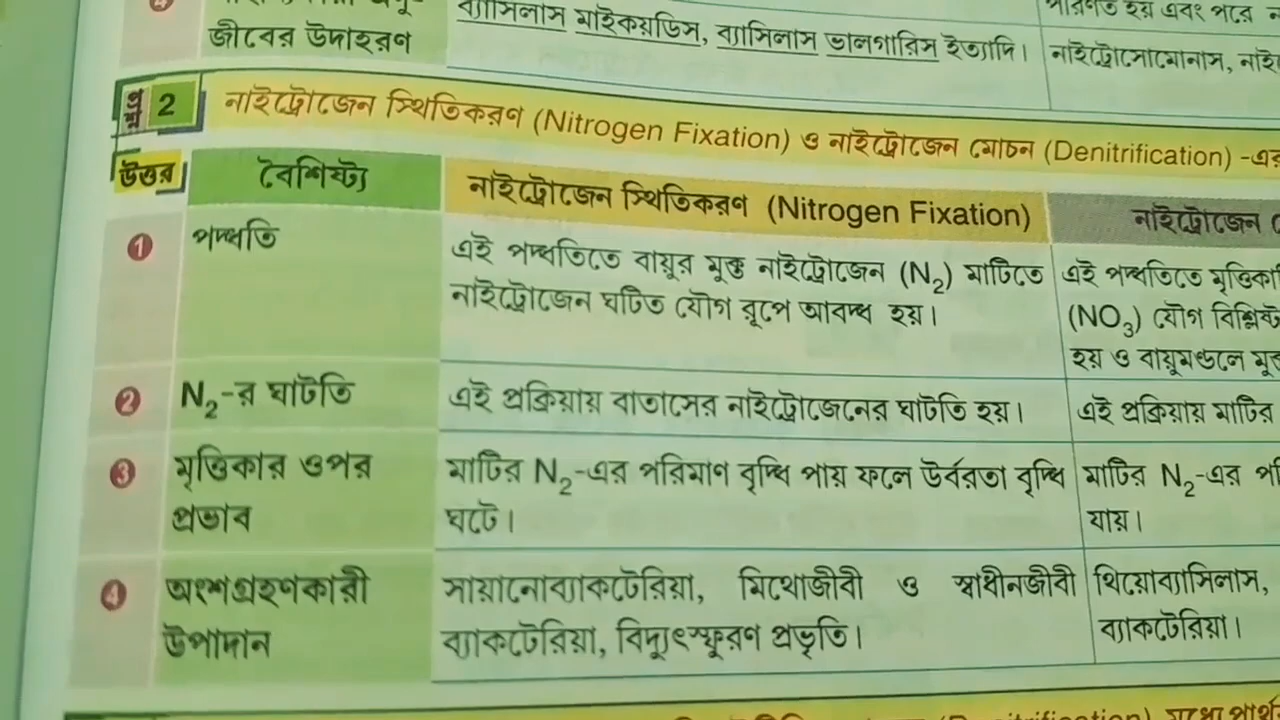 জীবের উদাহরণ
ব্যাসিলাস মাইকয়ডিস, ব্যাসিলাস ভালগারিস ইত্যাদি।
নাইট্রোসোমোনাস,
প্রশ্ন 2 নাইট্রোজেন স্থিতিকরণ (Nitrogen Fixation) ও নাইট্রোজেন মোচন (Denitrification) -এর
উত্তর বৈশিষ্ট্য নাইট্রোজেন স্থিতিকরণ (Nitrogen Fixation) নাইট্রোজেন
1 পদ্ধতি
এই পদ্ধতিতে বায়ুর মুক্ত নাইট্রোজেন (N₂) মাটিতে
নাইট্রোজেন ঘটিত যৌগ রূপে আবদ্ধ হয়।
এই পদ্ধতিতে
(NO₃) যৌগ
হয় ও বায়ুমণ্ডলে
2 N₂-র ঘাটতি এই প্রক্রিয়ায় বাতাসের নাইট্রোজেনের ঘাটতি হয়। এই প্রক্রিয়ায় মাটির
3 মৃত্তিকার ওপর
প্রভাব
মাটির N₂-এর পরিমাণ বৃদ্ধি পায় ফলে উর্বরতা বৃদ্ধি
ঘটে।
মাটির N₂-এর
যায়।
4 অংশগ্রহণকারী
উপাদান
সায়ানোব্যাকটেরিয়া, মিথোজীবী ও স্বাধীনজীবী
ব্যাকটেরিয়া, বিদ্যুৎস্ফুরণ প্রভৃতি।
থিয়োব্যাসিলাস,
ব্যাকটেরিয়া।